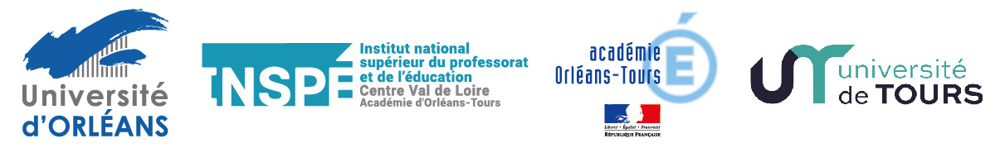 Université
d'ORLÉANS
INSPÉ
Institut national
supérieur du professorat
et de l'éducation
Centre Val de Loire
Académie d'Orléans-Tours
académie
Orléans-Tours
É
Liberté • Égalité • Fraternité
RÉPUBLIQUE FRANÇAISE
UT
université
de TOURS